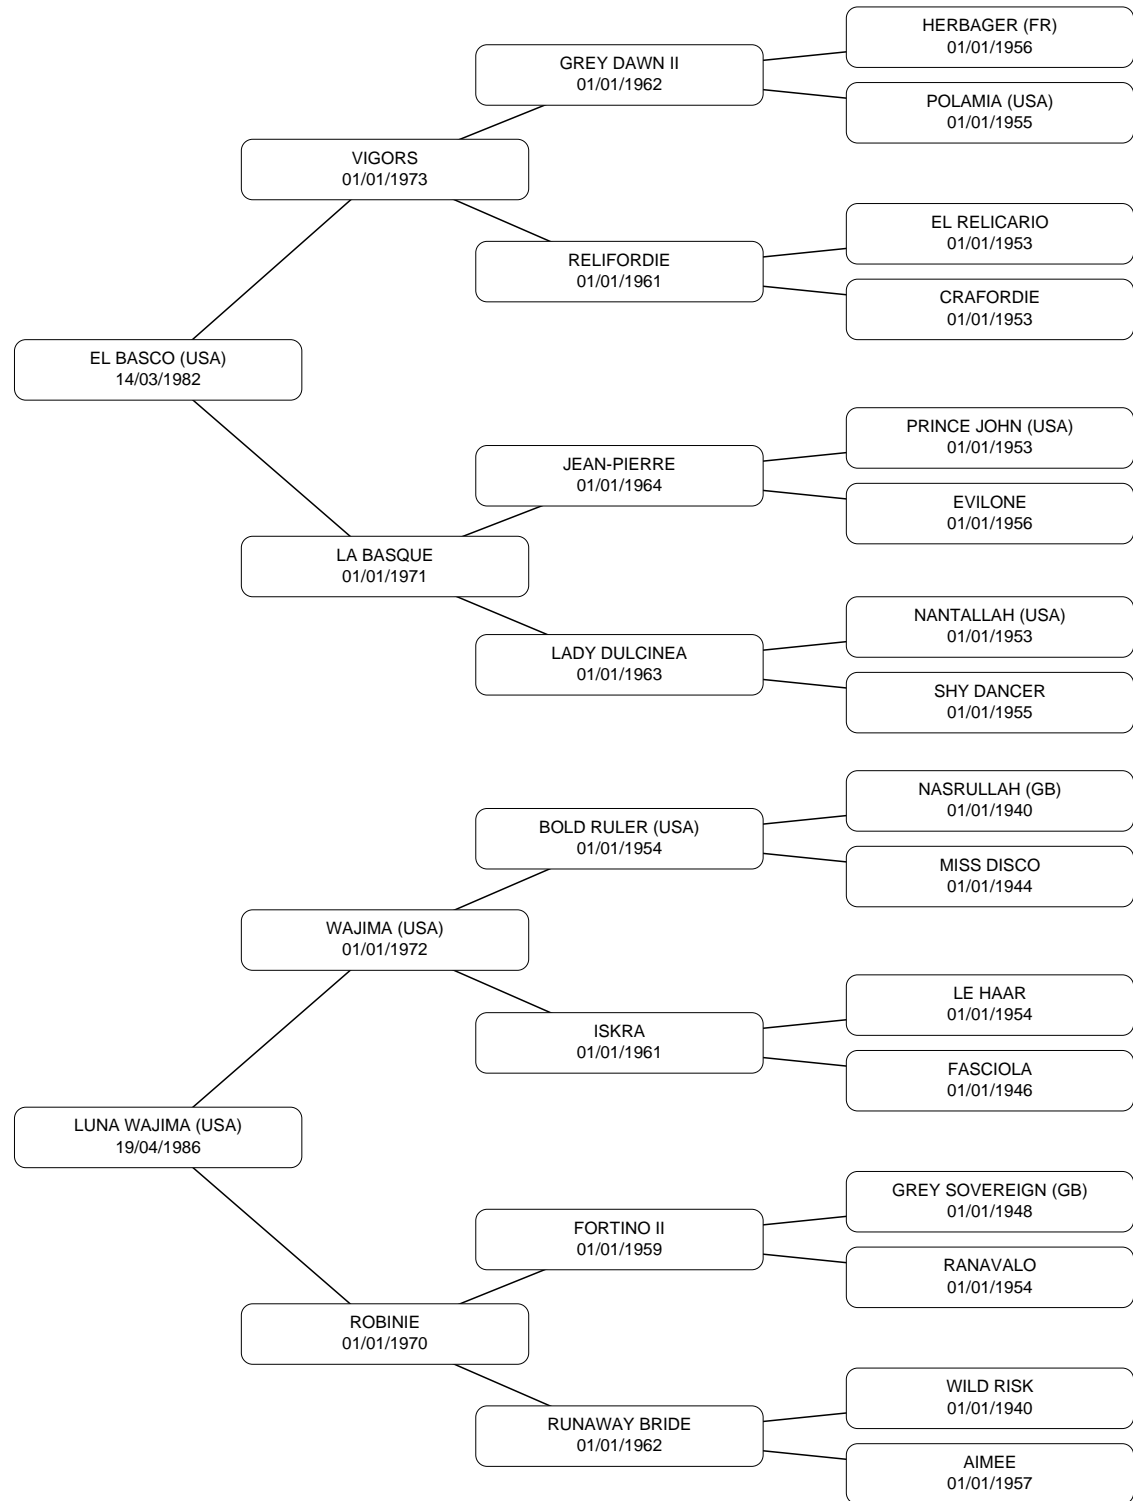 HERBAGER (FR)
01/01/1956
GREY DAWN II
01/01/1962
POLAMIA (USA)
01/01/1955
VIGORS
01/01/1973
EL RELICARIO
01/01/1953
RELIFORDIE
01/01/1961
CRAFORDIE
01/01/1953
EL BASCO (USA)
14/03/1982
PRINCE JOHN (USA)
01/01/1953
JEAN-PIERRE
01/01/1964
EVILONE
01/01/1956
LA BASQUE
01/01/1971
NANTALLAH (USA)
01/01/1953
LADY DULCINEA
01/01/1963
SHY DANCER
01/01/1955
NASRULLAH (GB)
01/01/1940
BOLD RULER (USA)
01/01/1954
MISS DISCO
01/01/1944
WAJIMA (USA)
01/01/1972
LE HAAR
01/01/1954
ISKRA
01/01/1961
FASCIOLA
01/01/1946
LUNA WAJIMA (USA)
19/04/1986
GREY SOVEREIGN (GB)
01/01/1948
FORTINO II
01/01/1959
RANAVALO
01/01/1954
ROBINIE
01/01/1970
WILD RISK
01/01/1940
RUNAWAY BRIDE
01/01/1962
AIMEE
01/01/1957